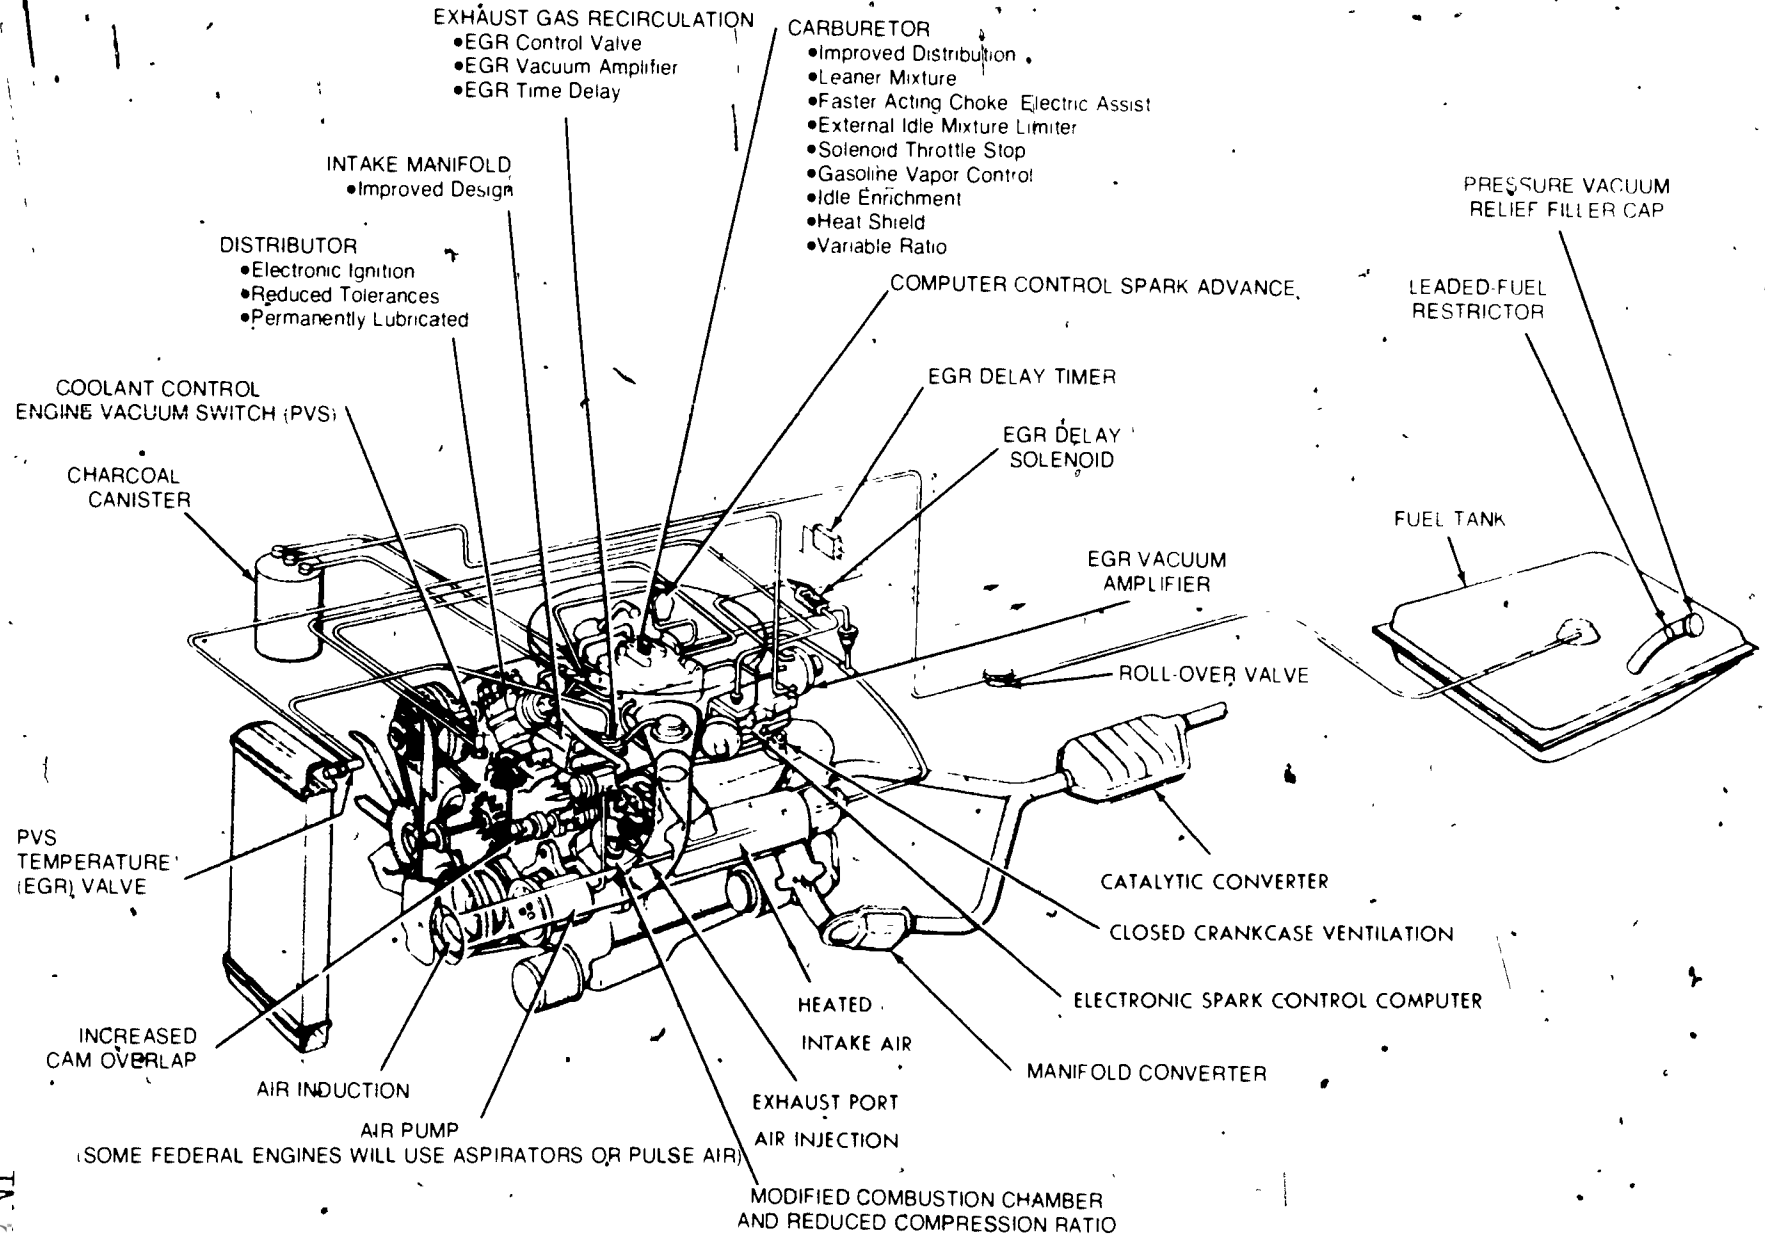 EXHAUST GAS RECIRCULATION
•EGR Control Valve
•EGR Vacuum Amplifier
•EGR Time Delay
CARBURETOR
•Improved Distribution
•Leaner Mixture
•Faster Acting Choke Electric Assist
•External Idle Mixture Limiter
•Solenoid Throttle Stop
•Gasoline Vapor Control
•Idle Enrichment
•Heat Shield
•Variable Ratio
INTAKE MANIFOLD
•Improved Design
DISTRIBUTOR
•Electronic Ignition
•Reduced Tolerances
•Permanently Lubricated
PRESSURE VACUUM
RELIEF FILLER CAP
LEADED-FUEL
RESTRICTOR
COMPUTER CONTROL SPARK ADVANCE
EGR DELAY TIMER
COOLANT CONTROL
ENGINE VACUUM SWITCH (PVS)
EGR DELAY
SOLENOID
CHARCOAL
CANISTER
FUEL TANK
EGR VACUUM
AMPLIFIER
ROLL-OVER VALVE
PVS
TEMPERATURE
(EGR) VALVE
CATALYTIC CONVERTER
CLOSED CRANKCASE VENTILATION
ELECTRONIC SPARK CONTROL COMPUTER
HEATED
INTAKE AIR
MANIFOLD CONVERTER
INCREASED
CAM OVERLAP
AIR INDUCTION
EXHAUST PORT
AIR INJECTION
AIR PUMP
(SOME FEDERAL ENGINES WILL USE ASPIRATORS OR PULSE AIR)
MODIFIED COMBUSTION CHAMBER
AND REDUCED COMPRESSION RATIO